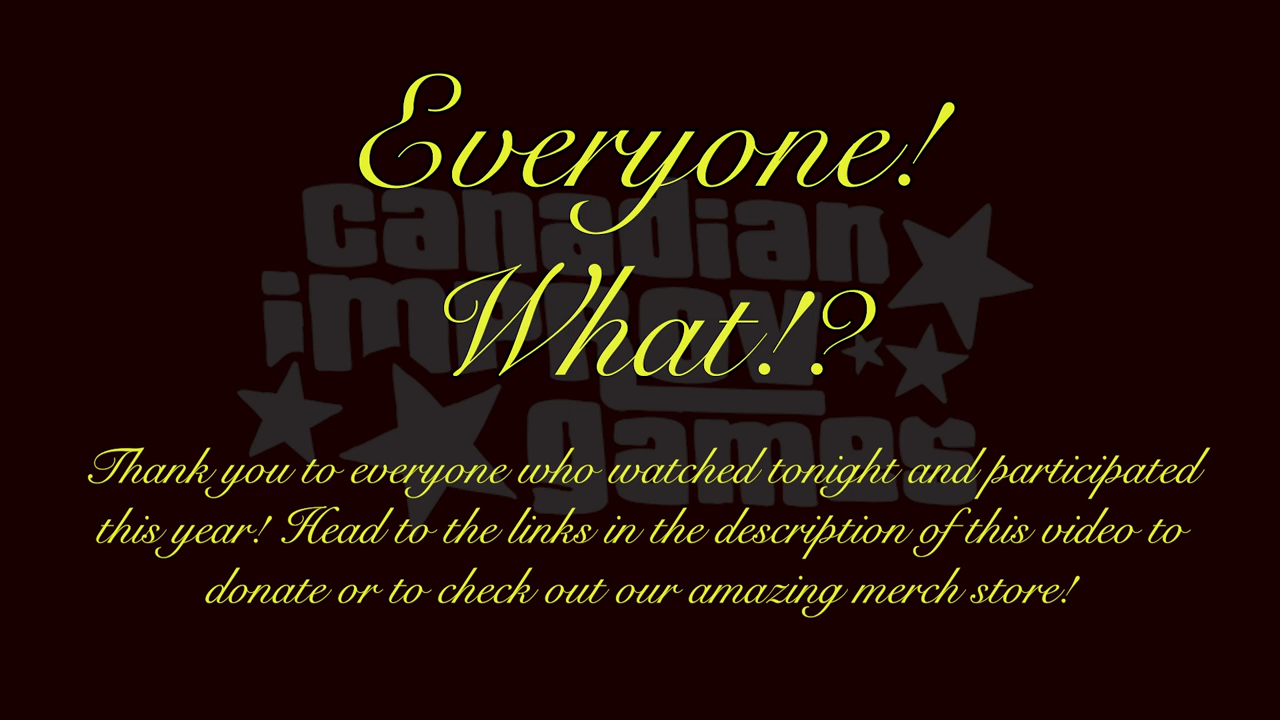 Everyone!
canadian
What!?
improv
games
Thank you to everyone who watched tonight and participated
this year! Head to the links in the description of this video to
donate or to check out our amazing merch store!